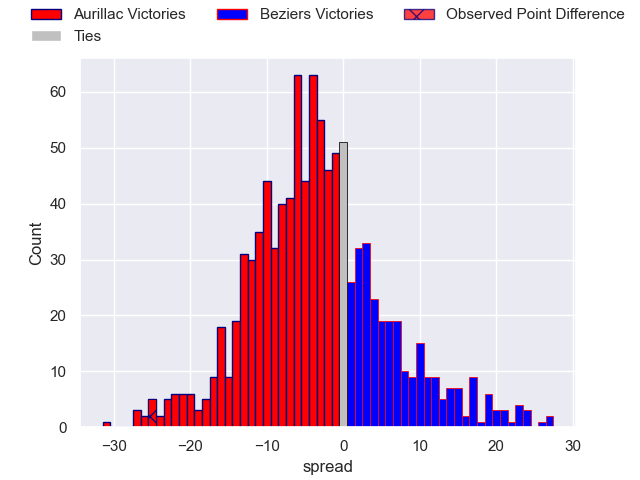 Aurillac Victories
Beziers Victories
Observed Point Difference
Ties
60
50
40
30
20
10
0
Count
−30
−20
−10
0
10
20
30
spread